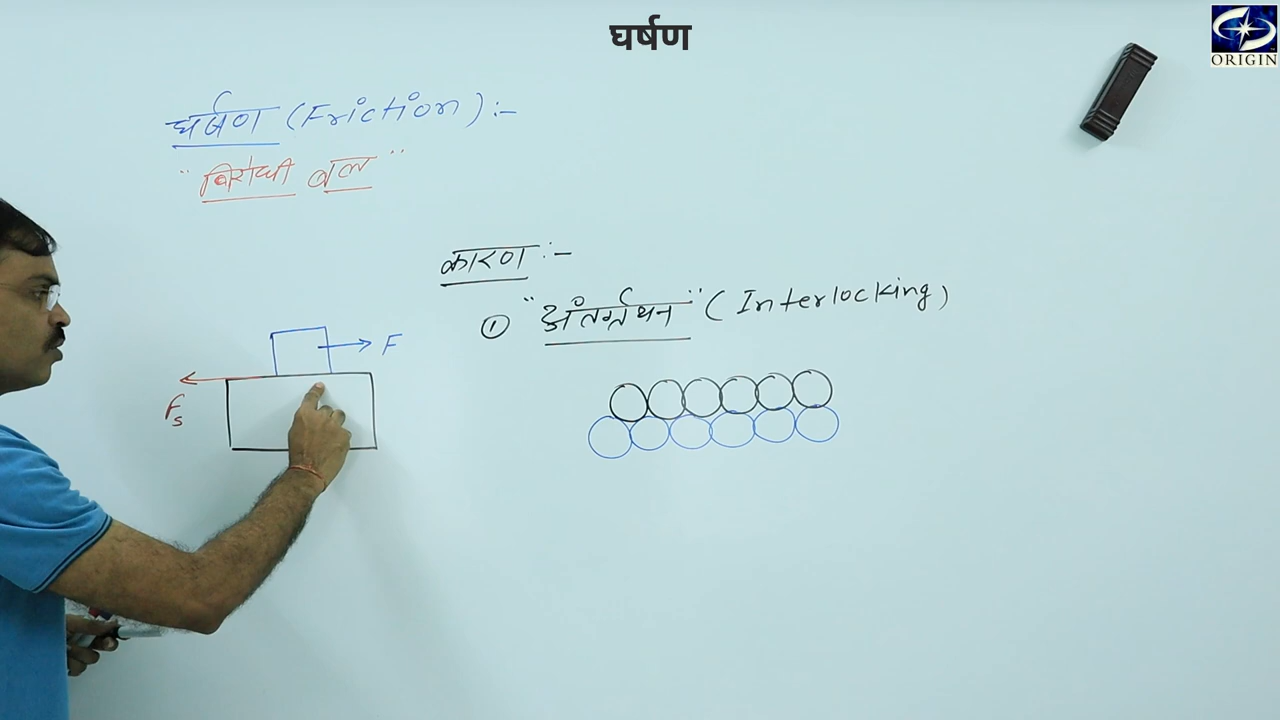 घर्षण
ORIGIN
घर्षण (Friction) :-
" विरोधी बल "
कारण :-
① "अंतर्ग्रथन" (Interlocking)
F
fs